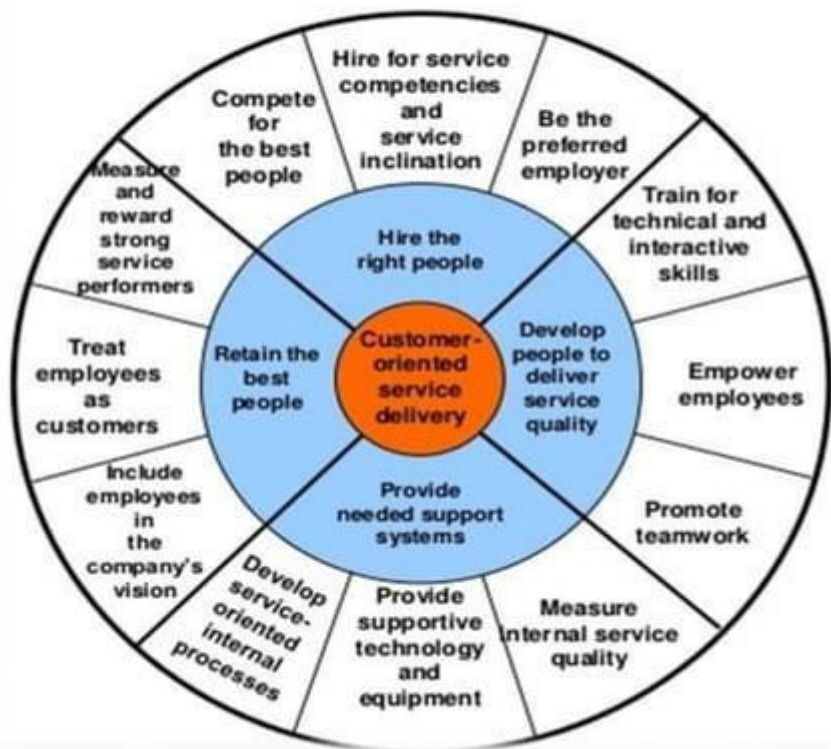 Hire for service
competencies
and
service
inclination
Compete
for
the best
people
Be the
preferred
employer
Measure
and
reward
strong
service
performers
Train for
technical and
interactive
skills
Hire the
right people
Customer-
oriented
service
delivery
Retain the
best
people
Develop
people to
deliver
service
quality
Treat
employees
as
customers
Empower
employees
Include
employees
in
the
company's
vision
Provide
needed support
systems
Promote
teamwork
Develop
service-
oriented
internal
processes
Provide
supportive
technology
and
equipment
Measure
internal service
quality